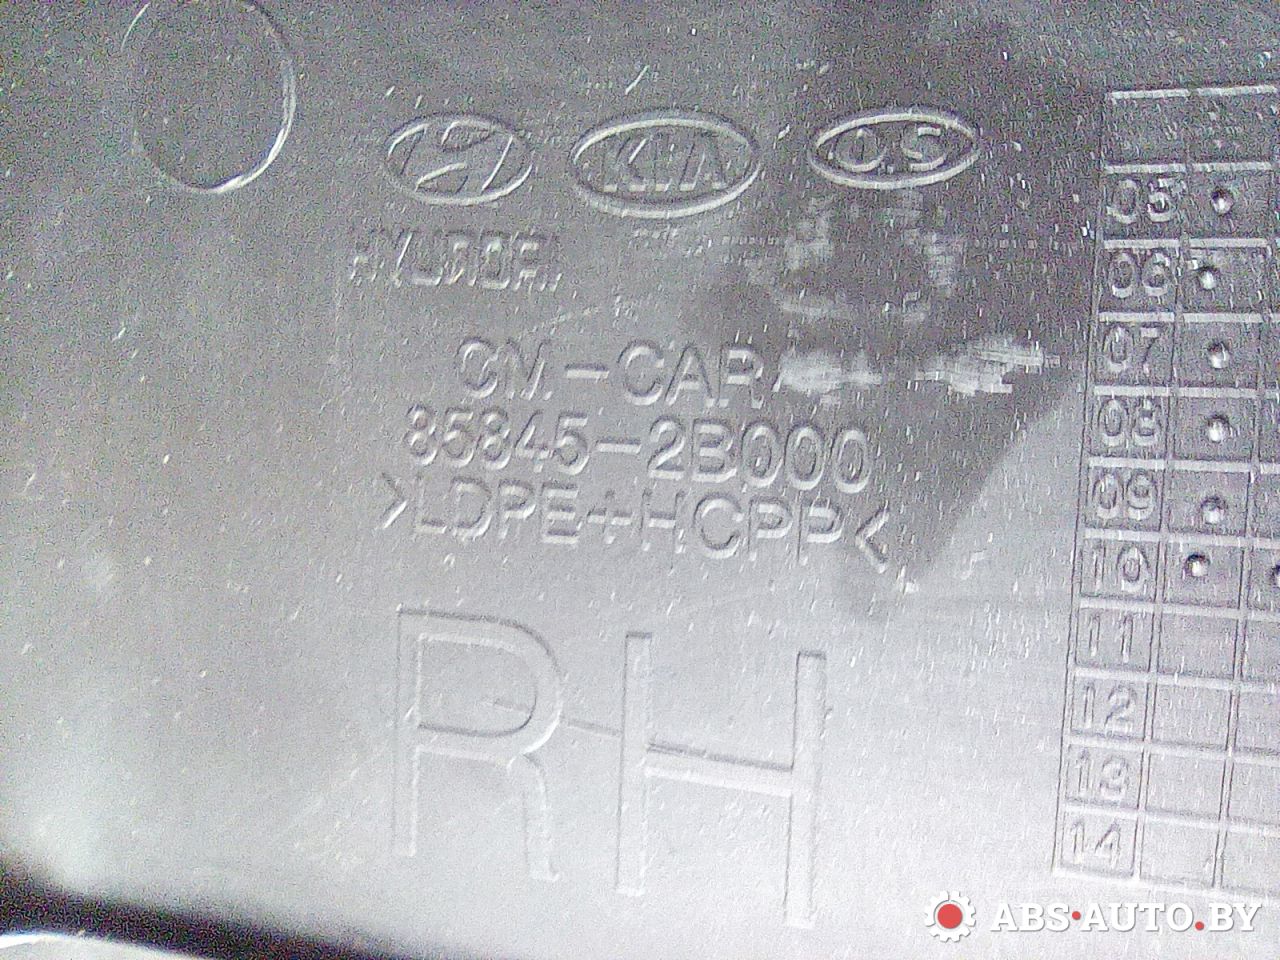 KIA
O.S
HYUNDAI
CM-CAR
85845-2B000
>LDPE+HCPP<
RH
05
06
07
08
09
10
11
12
13
14
ABS·AUTO.BY